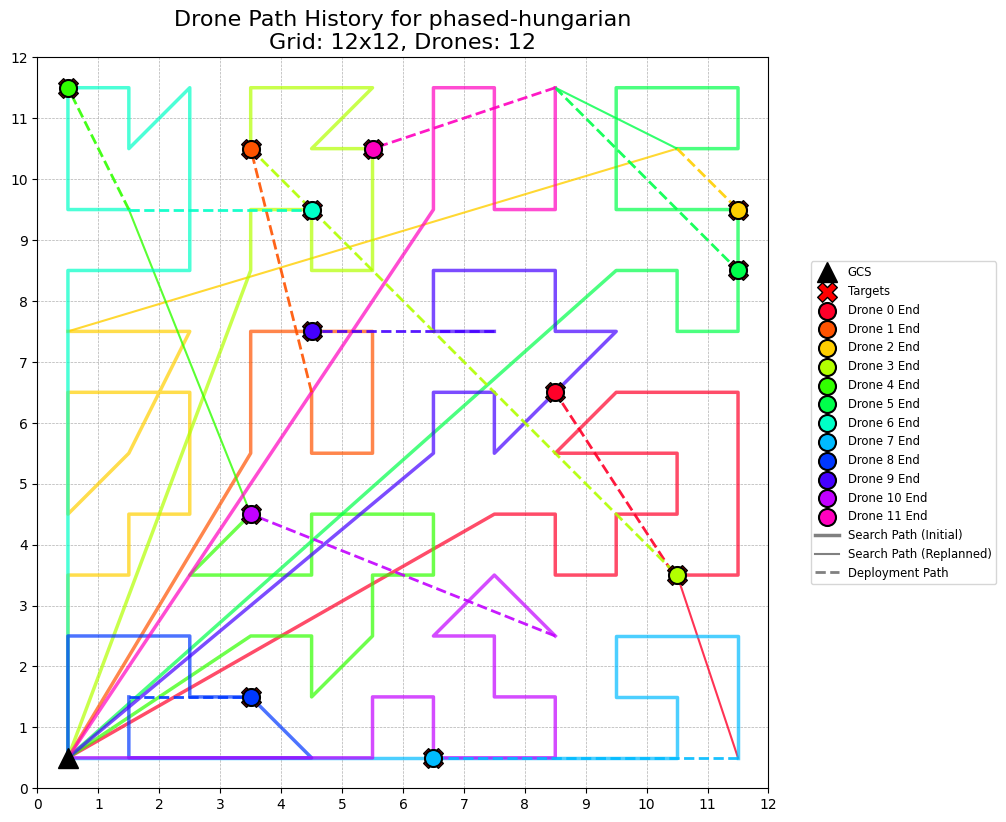 Drone Path History for phased-hungarian
Grid: 12x12, Drones: 12
12
11
10
9
8
7
6
5
4
3
2
1
0
0 1 2 3 4 5 6 7 8 9 10 11 12
GCS
Targets
Drone 0 End
Drone 1 End
Drone 2 End
Drone 3 End
Drone 4 End
Drone 5 End
Drone 6 End
Drone 7 End
Drone 8 End
Drone 9 End
Drone 10 End
Drone 11 End
Search Path (Initial)
Search Path (Replanned)
Deployment Path